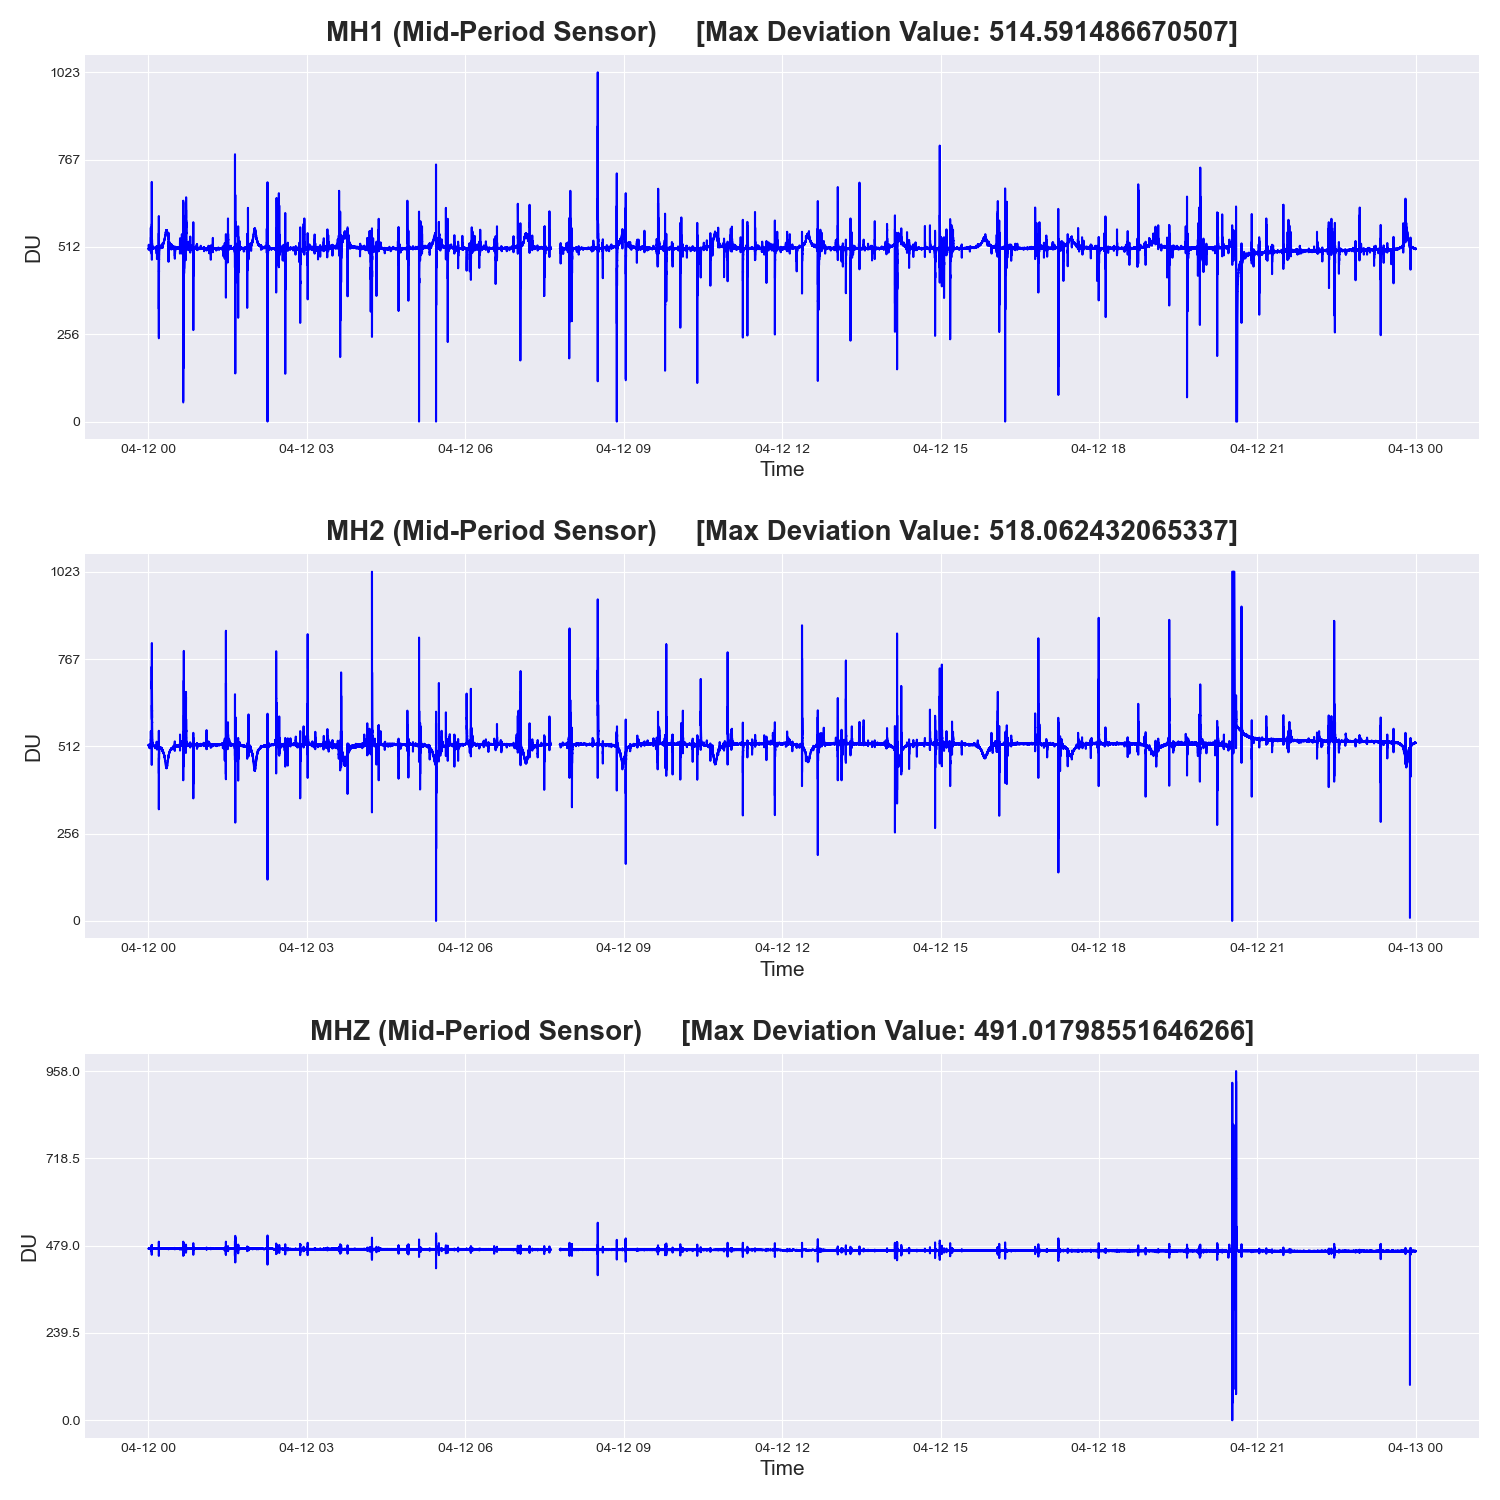 MH1 (Mid-Period Sensor) [Max Deviation Value: 514.591486670507]
1023
767
512
256
0
DU
04-12 00 04-12 03 04-12 06 04-12 09 04-12 12 04-12 15 04-12 18 04-12 21 04-13 00
Time
MH2 (Mid-Period Sensor) [Max Deviation Value: 518.062432065337]
1023
767
512
256
0
DU
04-12 00 04-12 03 04-12 06 04-12 09 04-12 12 04-12 15 04-12 18 04-12 21 04-13 00
Time
MHZ (Mid-Period Sensor) [Max Deviation Value: 491.01798551646266]
958.0
718.5
479.0
239.5
0.0
DU
04-12 00 04-12 03 04-12 06 04-12 09 04-12 12 04-12 15 04-12 18 04-12 21 04-13 00
Time